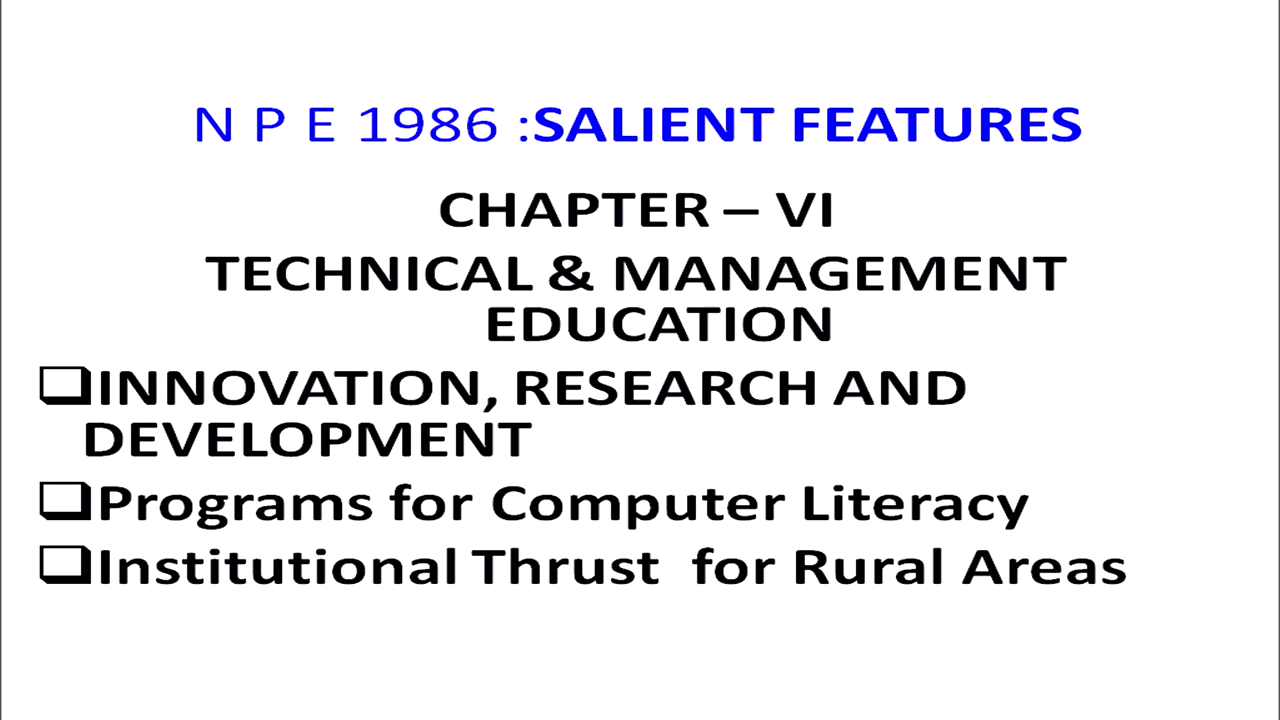 N P E 1986 :SALIENT FEATURES
CHAPTER – VI
TECHNICAL & MANAGEMENT
EDUCATION
❑INNOVATION, RESEARCH AND
DEVELOPMENT
❑Programs for Computer Literacy
❑Institutional Thrust  for Rural Areas